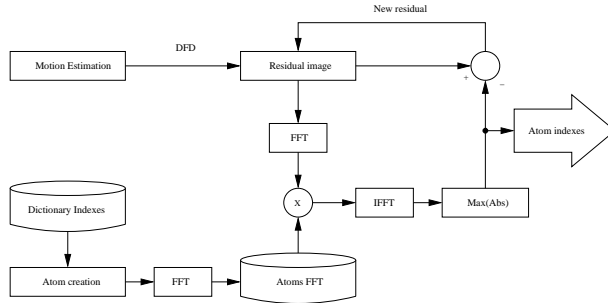 New residual
DFD
Motion Estimation
Residual image
+
−
Atom indexes
FFT
Dictionary Indexes
X
IFFT
Max(Abs)
Atom creation
FFT
Atoms FFT